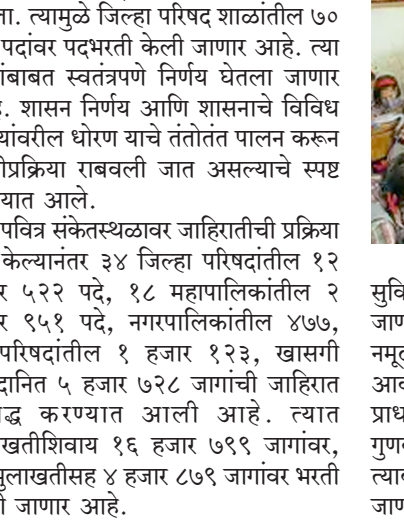 ता. त्यामुळे जिल्हा परिषद शाळांतील ७०
पदांवर पदभरती केली जाणार आहे. त्या
ंबाबत स्वतंत्रपणे निर्णय घेतला जाणार
. शासन निर्णय आणि शासनाचे विविध
यांवरील धोरण याचे तंतोतंत पालन करून
ीप्रक्रिया राबवली जात असल्याचे स्पष्ट
यात आले.
पवित्र संकेतस्थळावर जाहिरातीची प्रक्रिया
केल्यानंतर ३४ जिल्हा परिषदांतील १२
र ५२२ पदे, १८ महापालिकांतील २
र ९५१ पदे, नगरपालिकांतील ४७७,
परिषदांतील १ हजार १२३, खासगी
दानित ५ हजार ७२८ जागांची जाहिरात
द्ध करण्यात आली आहे. त्यात
खतीशिवाय १६ हजार ७९९ जागांवर,
मुलाखतीसह ४ हजार ८७९ जागांवर भरती
ी जाणार आहे.
सुवि
जाण
नमूद
आव
प्राध
गुणव
त्याब
जाण